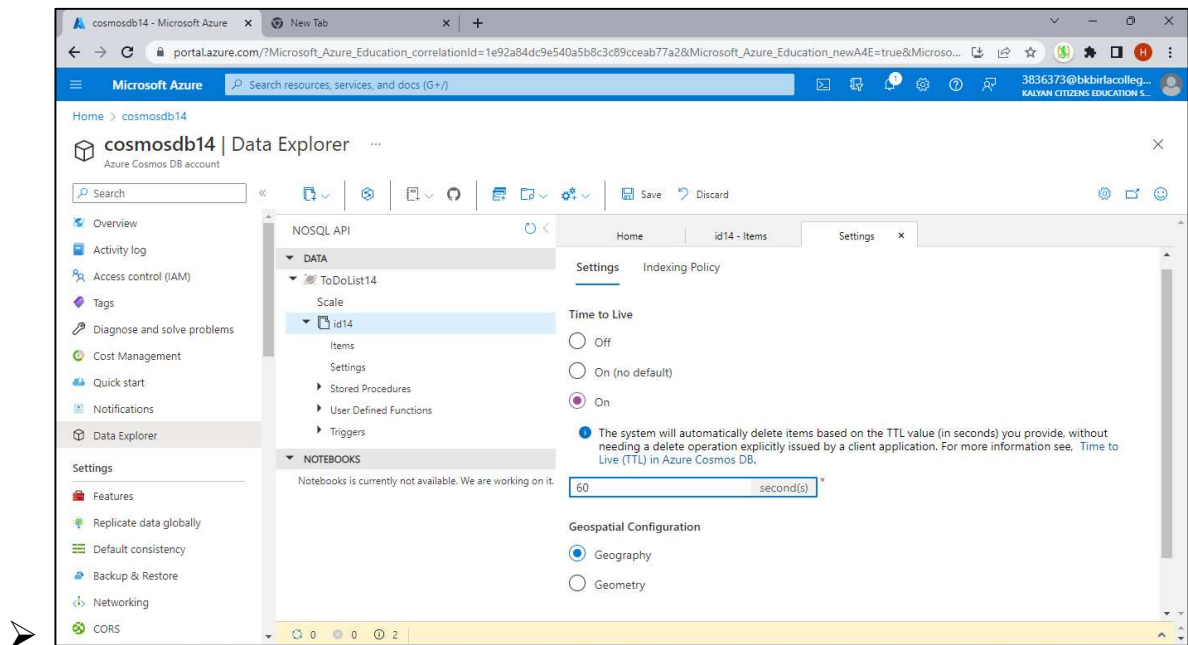 cosmosdb14 - Microsoft Azure
New Tab
portal.azure.com/?Microsoft_Azure_Education_correlationId=1e92a84dc9e540a5b8c3c89cceab77a2&Microsoft_Azure_Education_newA4E=true&Microso...
H
Microsoft Azure
Search resources, services, and docs (G+/)
1
3836373@bkbirlacolleg...
KALYAN CITIZENS EDUCATION S...
Home > cosmosdb14
cosmosdb14 | Data Explorer ...
Azure Cosmos DB account
Search
Save
Discard
Overview
Activity log
Access control (IAM)
Tags
Diagnose and solve problems
Cost Management
Quick start
Notifications
Data Explorer
Settings
Features
Replicate data globally
Default consistency
Backup & Restore
Networking
CORS
NOSQL API
DATA
ToDoList14
Scale
id14
Items
Settings
Stored Procedures
User Defined Functions
Triggers
NOTEBOOKS
Notebooks is currently not available. We are working on it.
Home
id14 - Items
Settings
Settings
Indexing Policy
Time to Live
Off
On (no default)
On
The system will automatically delete items based on the TTL value (in seconds) you provide, without
needing a delete operation explicitly issued by a client application. For more information see, Time to
Live (TTL) in Azure Cosmos DB.
60 second(s) *
Geospatial Configuration
Geography
Geometry
0 0 2